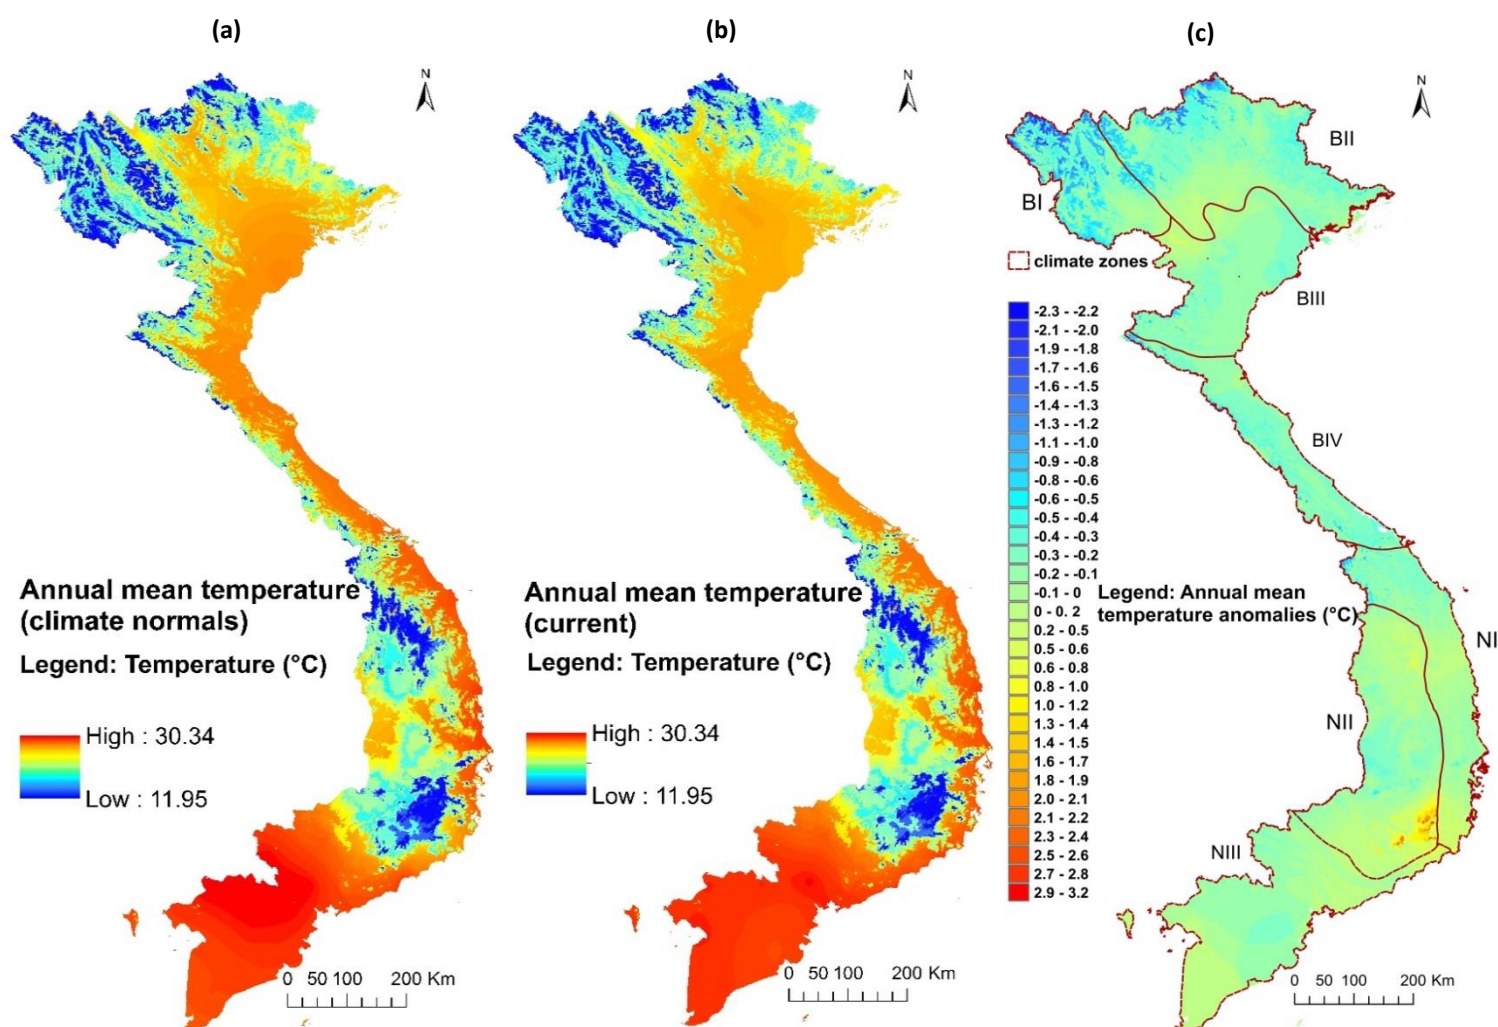 (a)
N
Annual mean temperature
(climate normals)
Legend: Temperature (°C)
High : 30.34
Low : 11.95
0 50 100 200 Km
(b)
N
Annual mean temperature
(current)
Legend: Temperature (°C)
High : 30.34
Low : 11.95
0 50 100 200 Km
(c)
N
BII
BI
climate zones
BIII
BIV
NI
NII
NIII
-2.3 - -2.2
-2.1 - -2.0
-1.9 - -1.8
-1.7 - -1.6
-1.6 - -1.5
-1.4 - -1.3
-1.3 - -1.2
-1.1 - -1.0
-0.9 - -0.8
-0.8 - -0.6
-0.6 - -0.5
-0.5 - -0.4
-0.4 - -0.3
-0.3 - -0.2
-0.2 - -0.1
-0.1 - 0
0 - 0. 2
0.2 - 0.5
0.5 - 0.6
0.6 - 0.8
0.8 - 1.0
1.0 - 1.2
1.3 - 1.4
1.4 - 1.5
1.6 - 1.7
1.8 - 1.9
2.0 - 2.1
2.1 - 2.2
2.3 - 2.4
2.5 - 2.6
2.7 - 2.8
2.9 - 3.2
Legend: Annual mean
temperature anomalies (°C)
0 50 100 200 Km